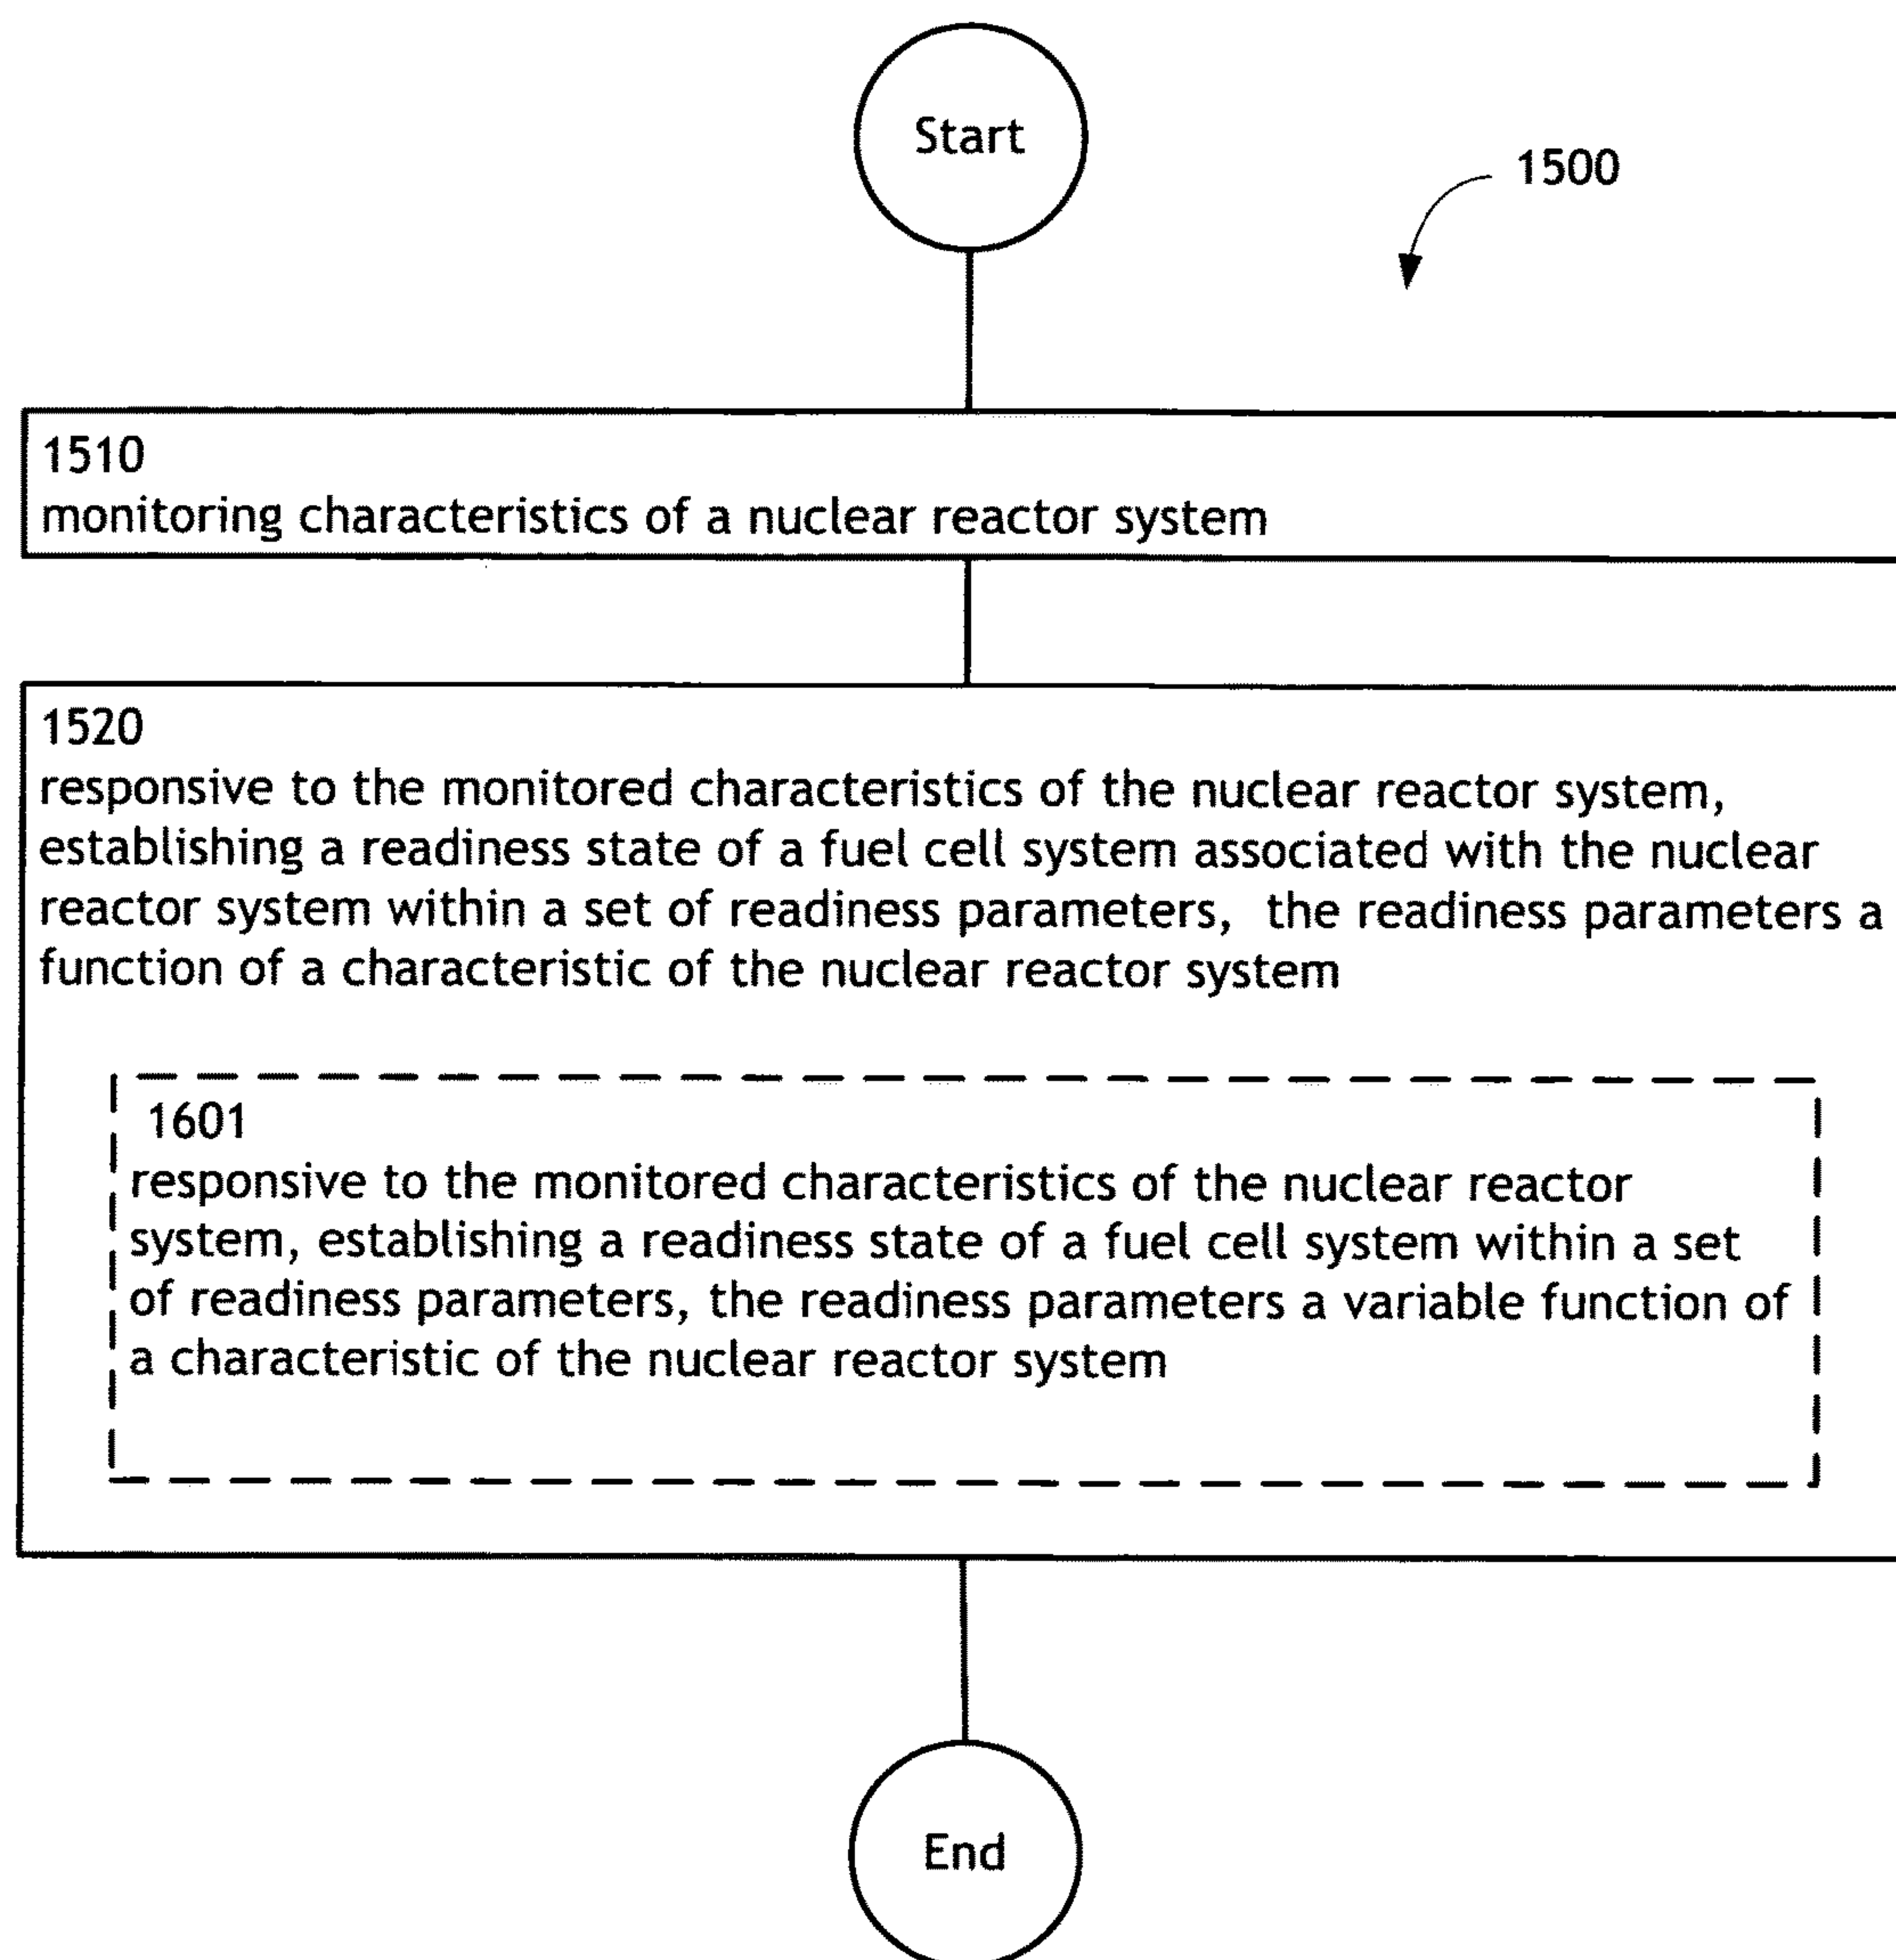 Start
1500
1510
monitoring characteristics of a nuclear reactor system
1520
responsive to the monitored characteristics of the nuclear reactor system,
establishing a readiness state of a fuel cell system associated with the nuclear
reactor system within a set of readiness parameters, the readiness parameters a
function of a characteristic of the nuclear reactor system
1601
responsive to the monitored characteristics of the nuclear reactor
system, establishing a readiness state of a fuel cell system within a set
of readiness parameters, the readiness parameters a variable function of
a characteristic of the nuclear reactor system
End